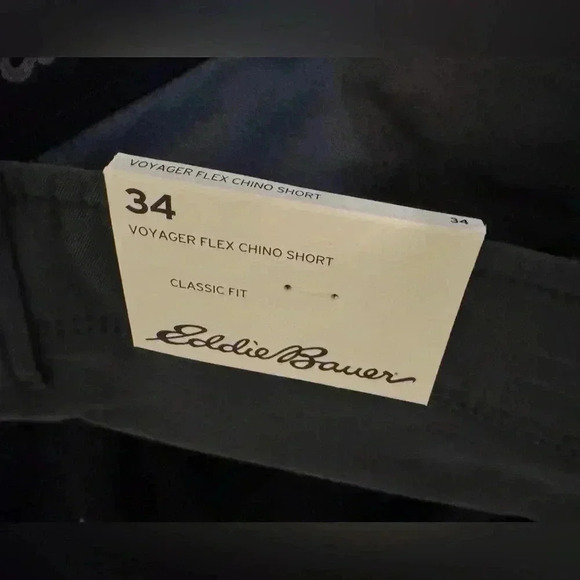 VOYAGER FLEX CHINO SHORT 34
34
VOYAGER FLEX CHINO SHORT
CLASSIC FIT
Eddie Bauer